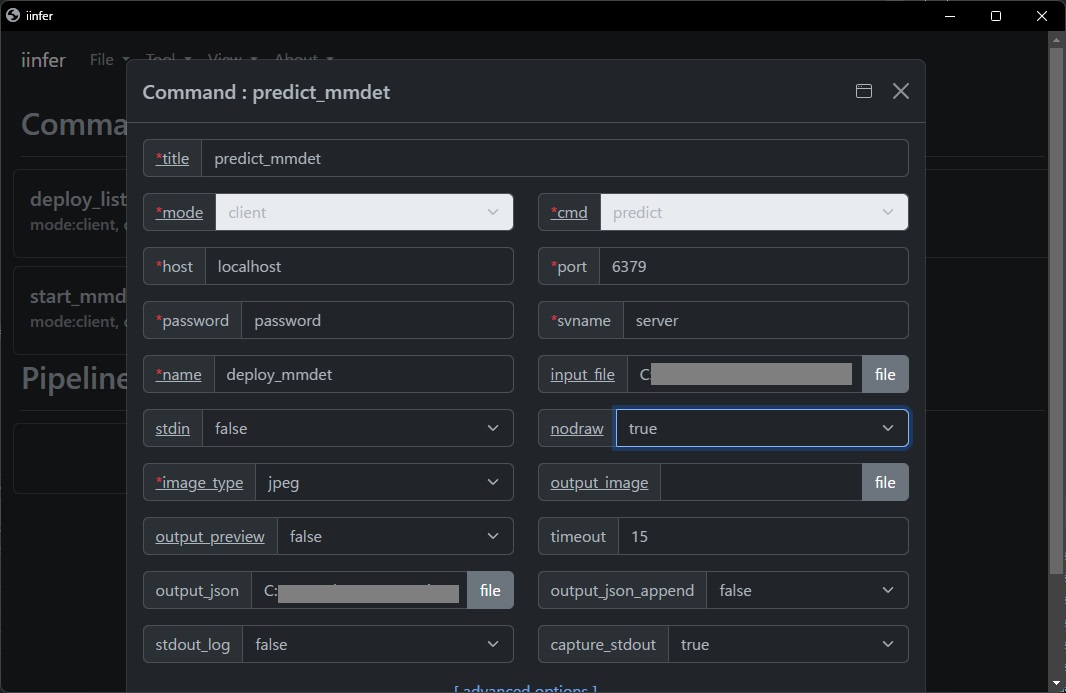 iinfer
iinfer File Tool View About
Comma
deploy_list
mode:client, c
start_mmd
mode:client, c
Pipeline
Command : predict_mmdet
*title predict_mmdet
*mode client *cmd predict
*host localhost *port 6379
*password password *svname server
*name deploy_mmdet input_file C: file
stdin false nodraw true
*image_type jpeg output_image file
output_preview false timeout 15
output_json C: file output_json_append false
stdout_log false capture_stdout true
[ advanced options ]